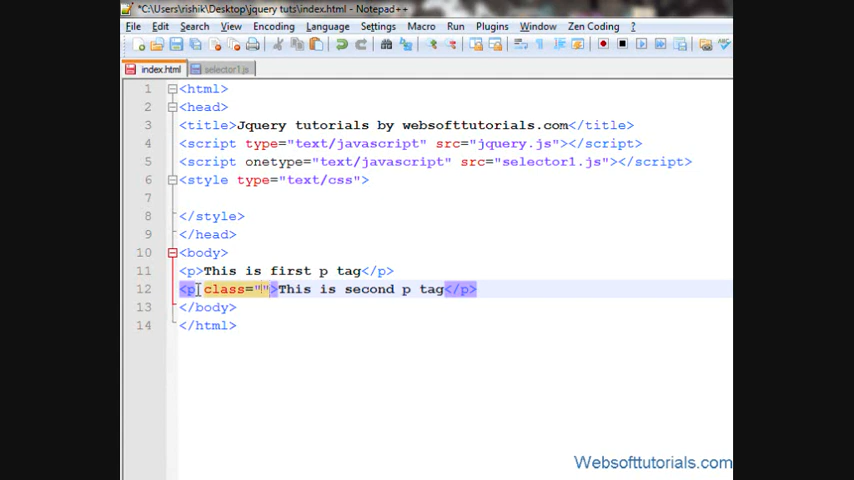 *C:\Users\rishik\Desktop\jquery tuts\index.html - Notepad++
File Edit Search View Encoding Language Settings Macro Run Plugins Window Zen Coding ?
index.html selector1.js
1 <html>
2 <head>
3 <title>Jquery tutorials by websofttutorials.com</title>
4 <script type="text/javascript" src="jquery.js"></script>
5 <script onetype="text/javascript" src="selector1.js"></script>
6 <style type="text/css">
7
8 </style>
9 </head>
10 <body>
11 <p>This is first p tag</p>
12 <p class="">This is second p tag</p>
13 </body>
14 </html>
Websofttutorials.com